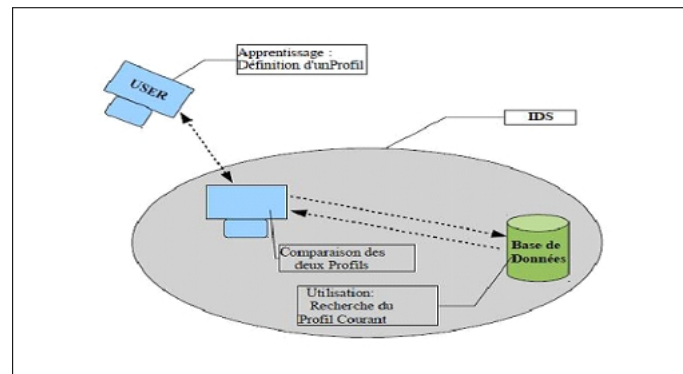 Apprentissage :
Définition d'unProfil
USER
IDS
Comparaison des
deux Profils
Base de
Données
Utilisation:
Recherche du
Profil Courant